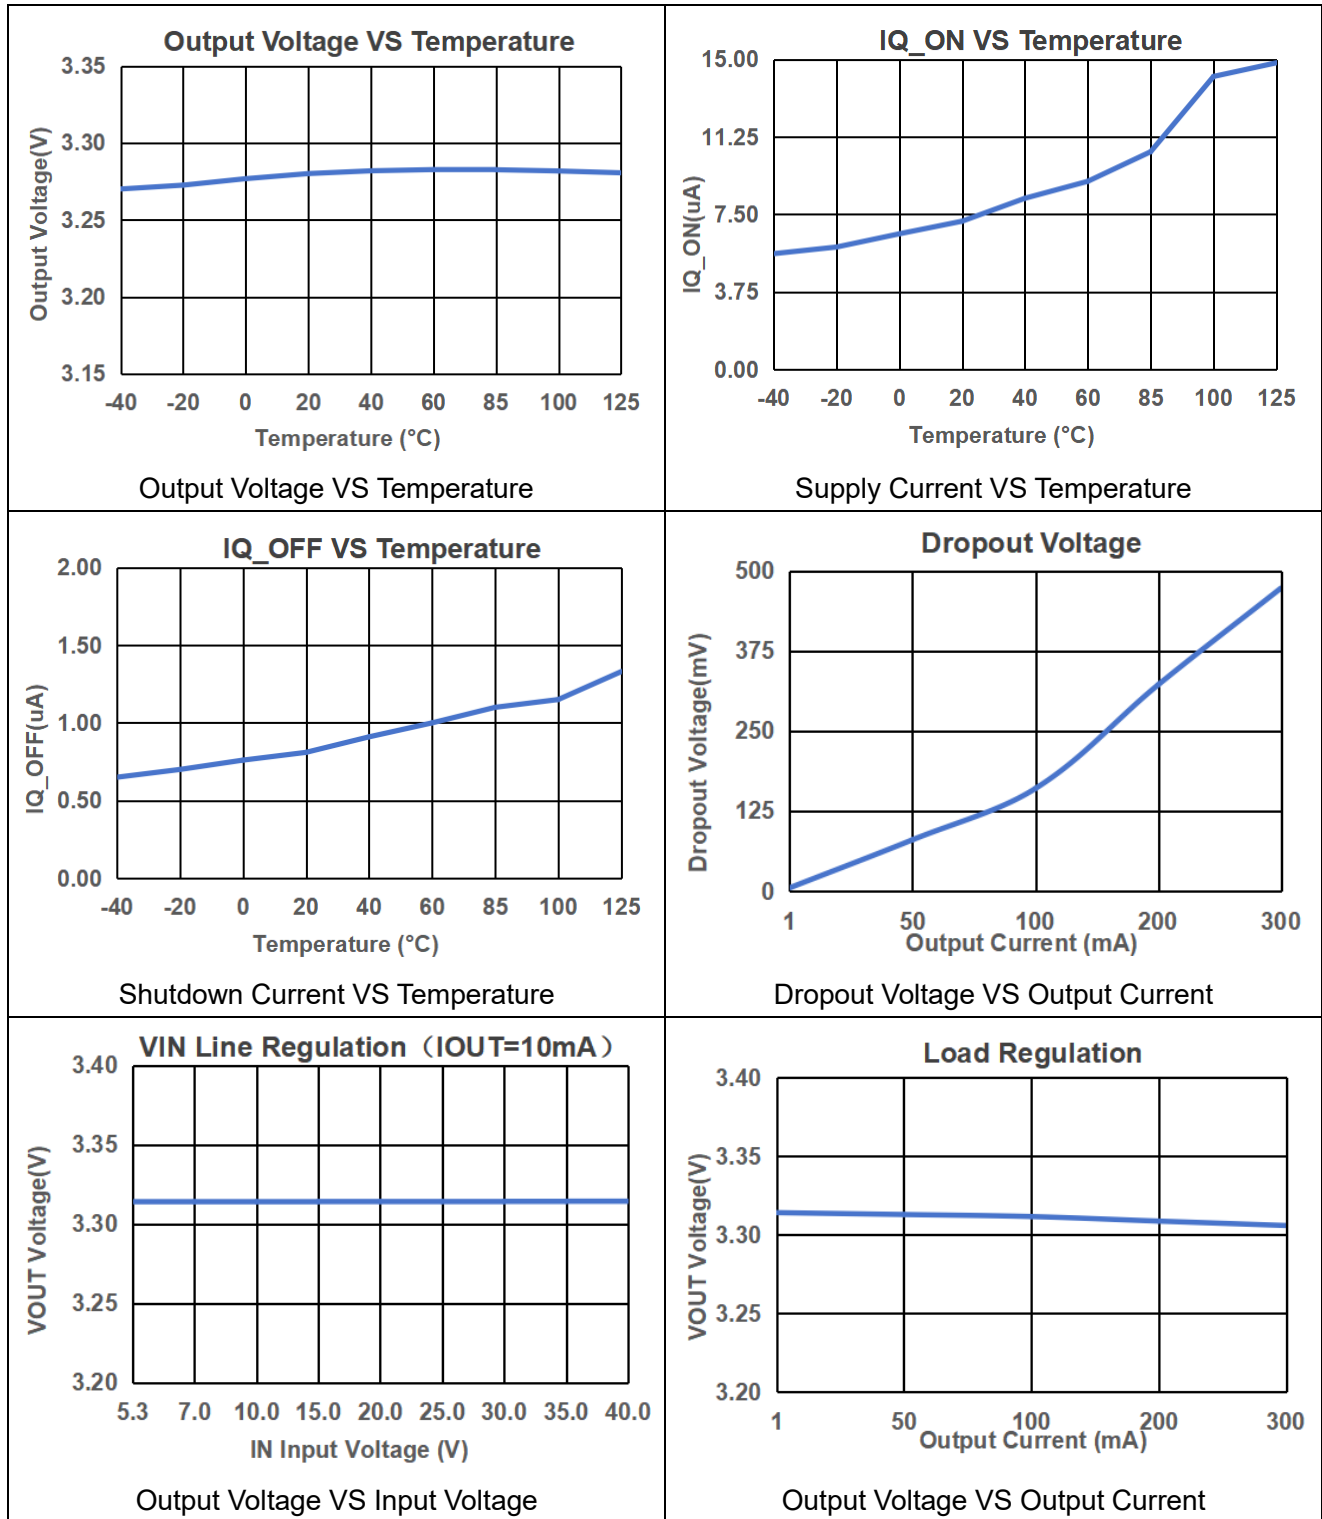 Output Voltage VS Temperature
3.35
3.30
3.25
3.20
3.15
Output Voltage(V)
-40 -20 0 20 40 60 85 100 125
Temperature (°C)
Output Voltage VS Temperature
IQ_ON VS Temperature
15.00
11.25
7.50
3.75
0.00
IQ_ON(uA)
-40 -20 0 20 40 60 85 100 125
Temperature (°C)
Supply Current VS Temperature
IQ_OFF VS Temperature
2.00
1.50
1.00
0.50
0.00
IQ_OFF(uA)
-40 -20 0 20 40 60 85 100 125
Temperature (°C)
Shutdown Current VS Temperature
Dropout Voltage
500
375
250
125
0
Dropout Voltage(mV)
1 50 100 200 300
Output Current (mA)
Dropout Voltage VS Output Current
VIN Line Regulation（IOUT=10mA）
3.40
3.35
3.30
3.25
3.20
VOUT Voltage(V)
5.3 7.0 10.0 15.0 20.0 25.0 30.0 35.0 40.0
IN Input Voltage (V)
Output Voltage VS Input Voltage
Load Regulation
3.40
3.35
3.30
3.25
3.20
VOUT Voltage(V)
1 50 100 200 300
Output Current (mA)
Output Voltage VS Output Current